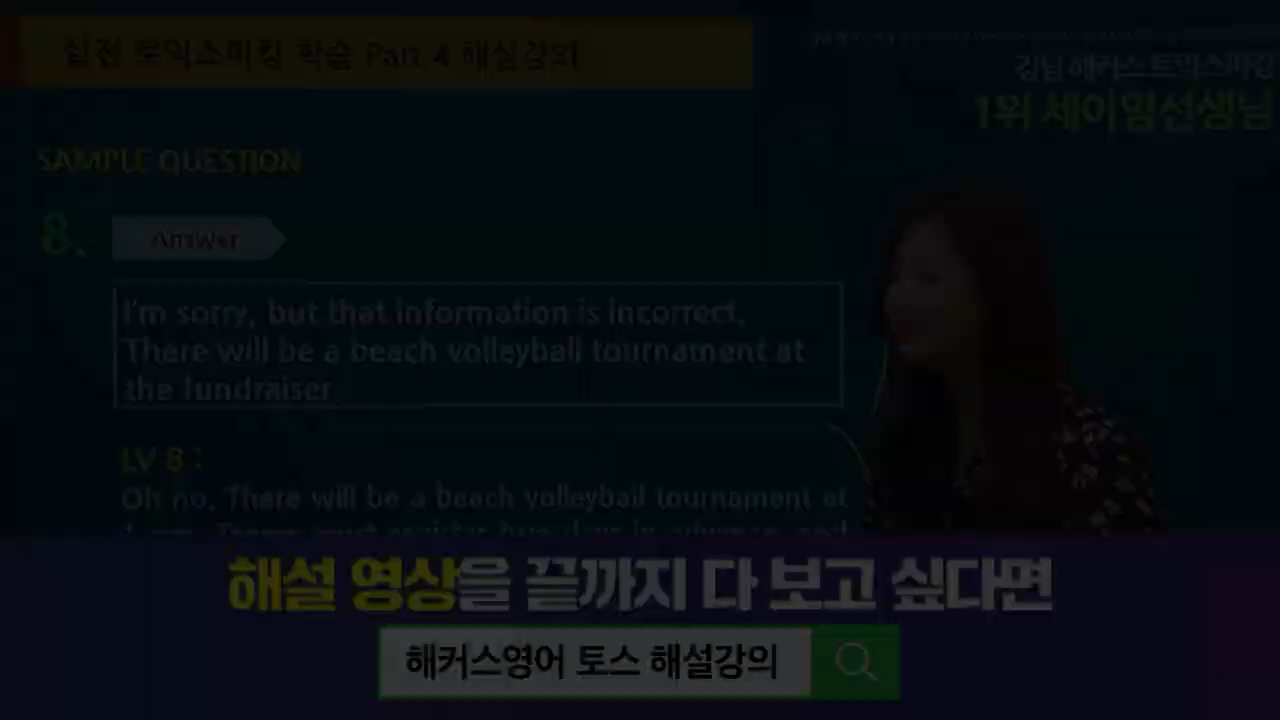 실전 토익스피킹 학습 Part 4 해설강의
강남 해커스 토익스피킹
1위 세이임선생님
SAMPLE QUESTION
8.
Answer
I'm sorry, but that information is incorrect.
There will be a beach volleyball tournament at
the fundraiser
LV 8 :
Oh no. There will be a beach volleyball tournament at
해설 영상을 끝까지 다 보고 싶다면
해커스영어 토스 해설강의